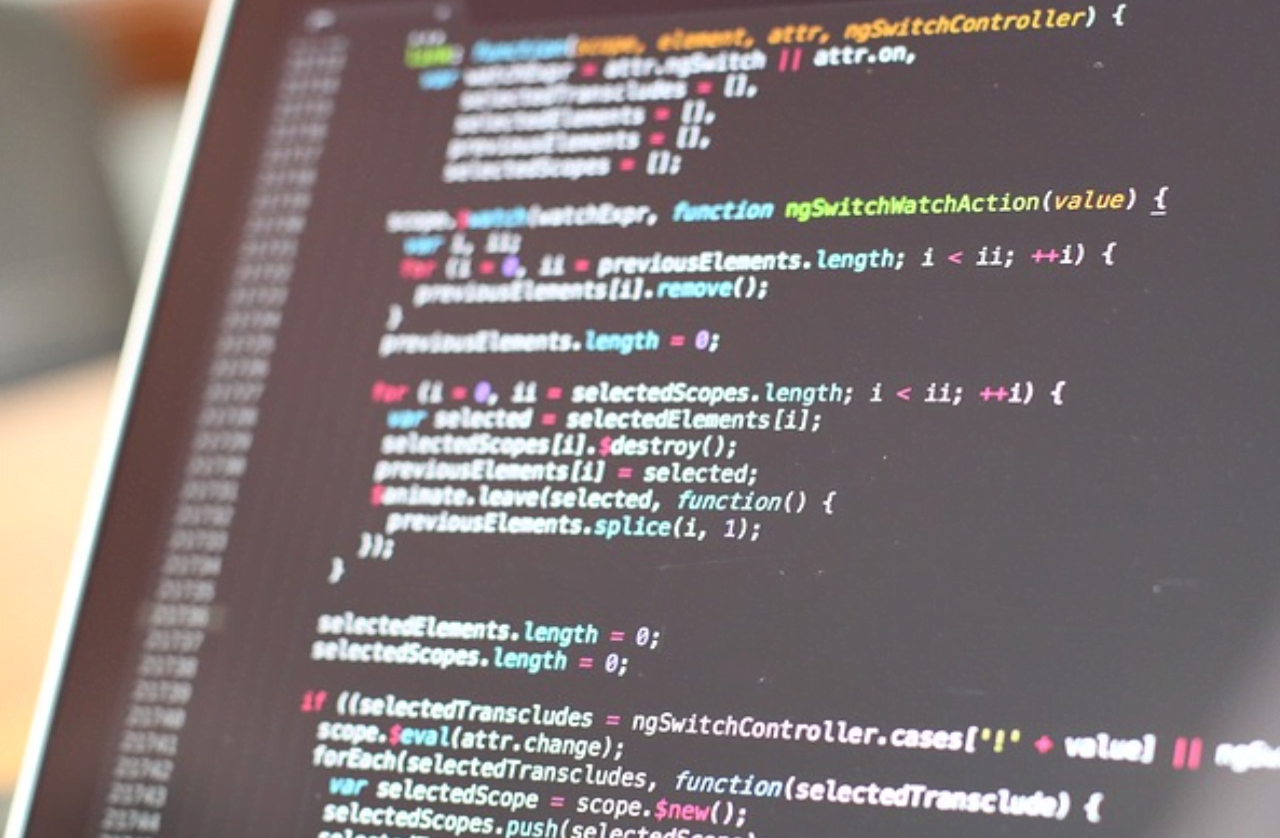 link: function(scope, element, attr, ngSwitchController) {
var watchExpr = attr.ngSwitch || attr.on,
selectedTranscludes = [],
selectedElements = [],
previousElements = [],
selectedScopes = [];
scope.$watch(watchExpr, function ngSwitchWatchAction(value) {
var i, ii;
for (i = 0, ii = previousElements.length; i < ii; ++i) {
previousElements[i].remove();
}
previousElements.length = 0;
for (i = 0, ii = selectedScopes.length; i < ii; ++i) {
var selected = selectedElements[i];
selectedScopes[i].$destroy();
previousElements[i] = selected;
$animate.leave(selected, function() {
previousElements.splice(i, 1);
});
}
selectedElements.length = 0;
selectedScopes.length = 0;
if ((selectedTranscludes = ngSwitchController.cases['!' + value] || ngSw
scope.$eval(attr.change);
forEach(selectedTranscludes, function(selectedTransclude) {
var selectedScope = scope.$new();
selectedScopes.push(selectedScope)